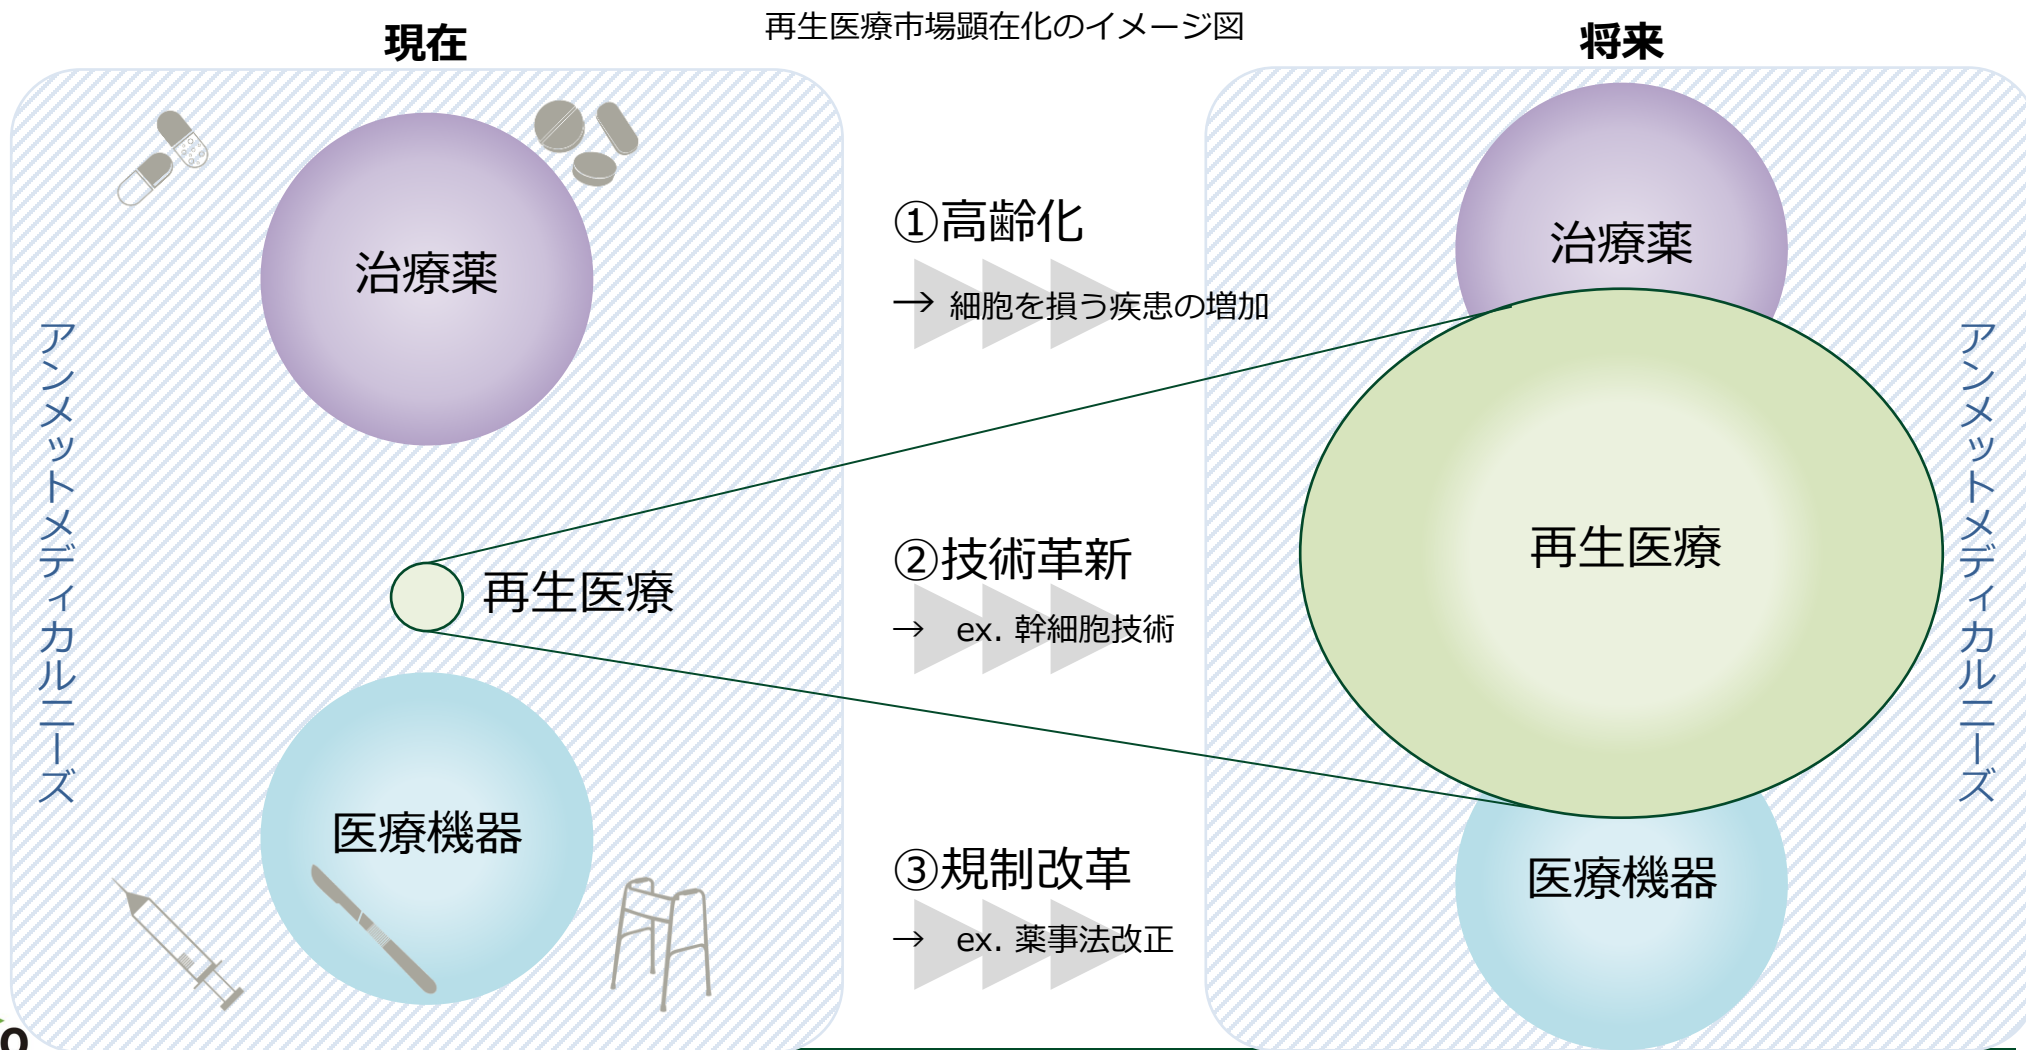 再生医療市場顕在化のイメージ図
現在
将来
アンメットメディカルニーズ
治療薬
再生医療
医療機器
①高齢化
→ 細胞を損う疾患の増加
②技術革新
→ ex. 幹細胞技術
③規制改革
→ ex. 薬事法改正
治療薬
再生医療
医療機器
アンメットメディカルニーズ